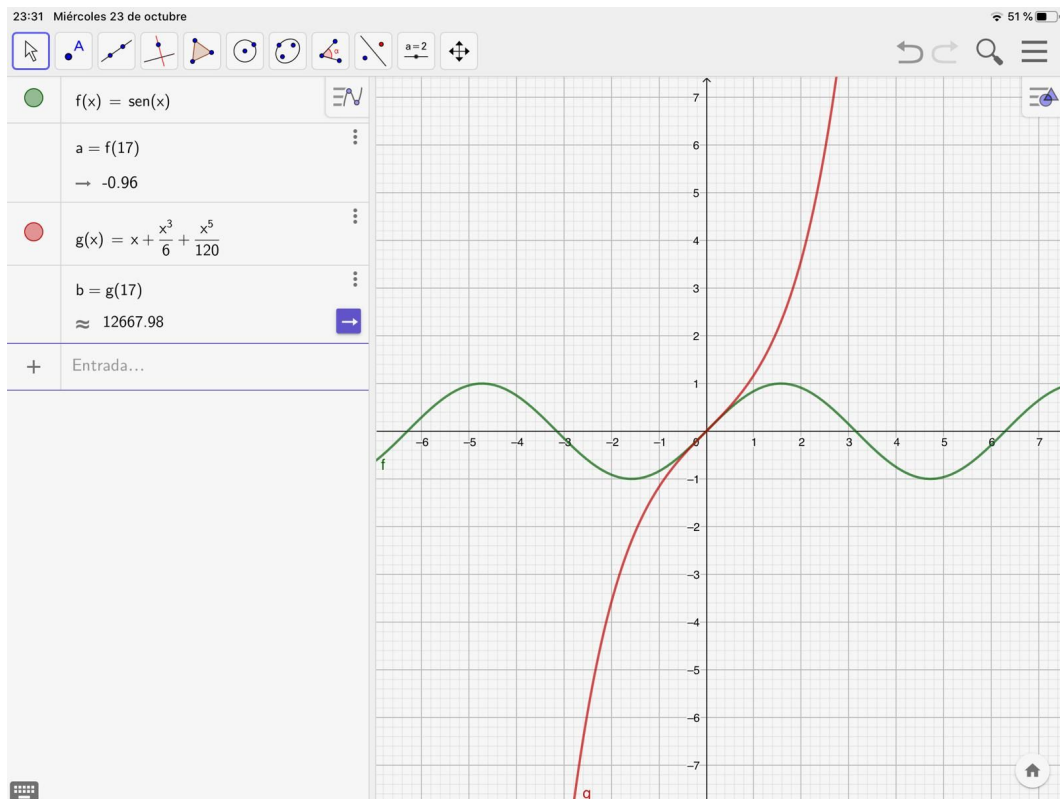 23:31 Miércoles 23 de octubre 51 %
A α a=2
f(x) = sen(x)
a = f(17)
→ -0.96
g(x) = x + x³/6 + x⁵/120
b = g(17)
≈ 12667.98
→
+ Entrada...
7
6
5
4
3
2
1
–6 –5 –4 –3 –2 –1 0 1 2 3 4 5 6 7
f
–1
–2
–3
–4
–5
–6
–7
g